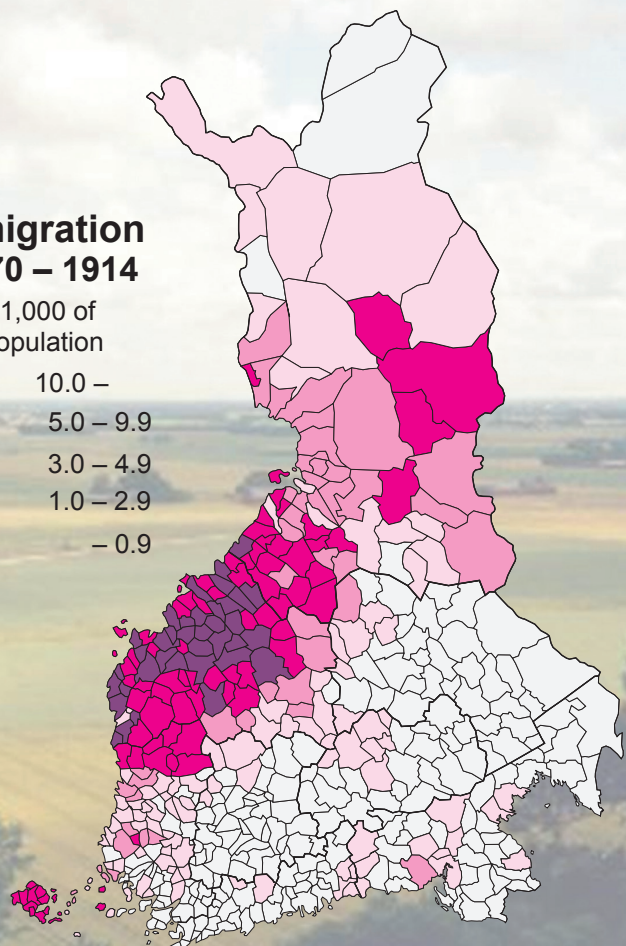 nigration
70 – 1914
1,000 of
opulation
10.0 –
5.0 – 9.9
3.0 – 4.9
1.0 – 2.9
– 0.9